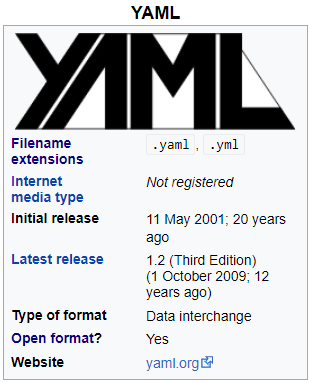 YAML
YAML
Filename extensions
.yaml, .yml
Internet media type
Not registered
Initial release
11 May 2001; 20 years ago
Latest release
1.2 (Third Edition)
(1 October 2009; 12 years ago)
Type of format
Data interchange
Open format?
Yes
Website
yaml.org